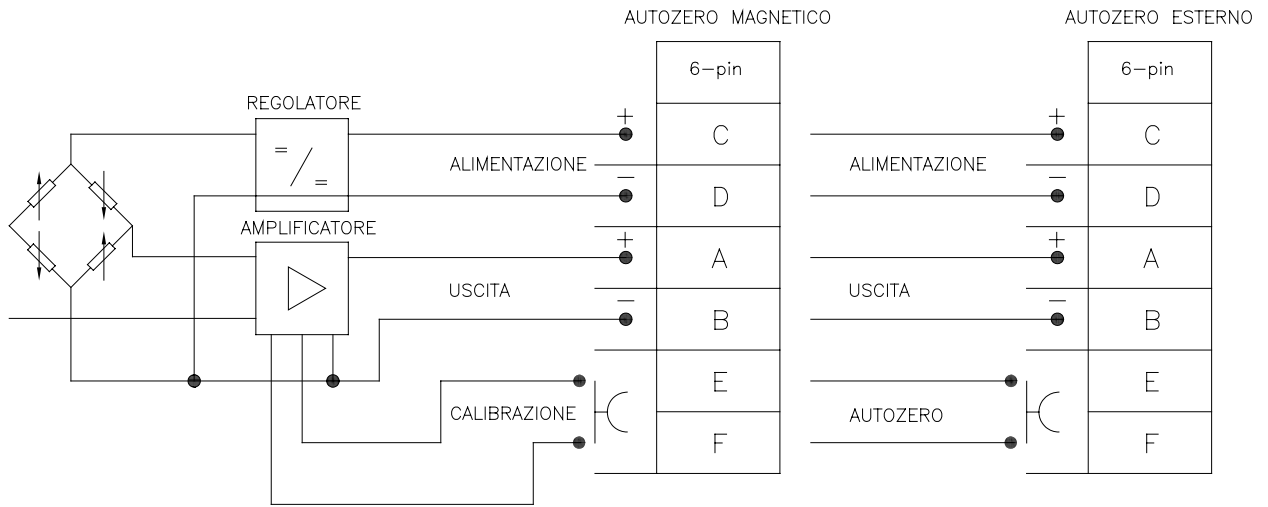 AUTOZERO MAGNETICO
AUTOZERO ESTERNO
6-pin
6-pin
REGOLATORE
=
=
+
C
+
C
ALIMENTAZIONE
ALIMENTAZIONE
−
D
−
D
AMPLIFICATORE
+
A
+
A
USCITA
USCITA
−
B
−
B
E
E
CALIBRAZIONE
AUTOZERO
F
F